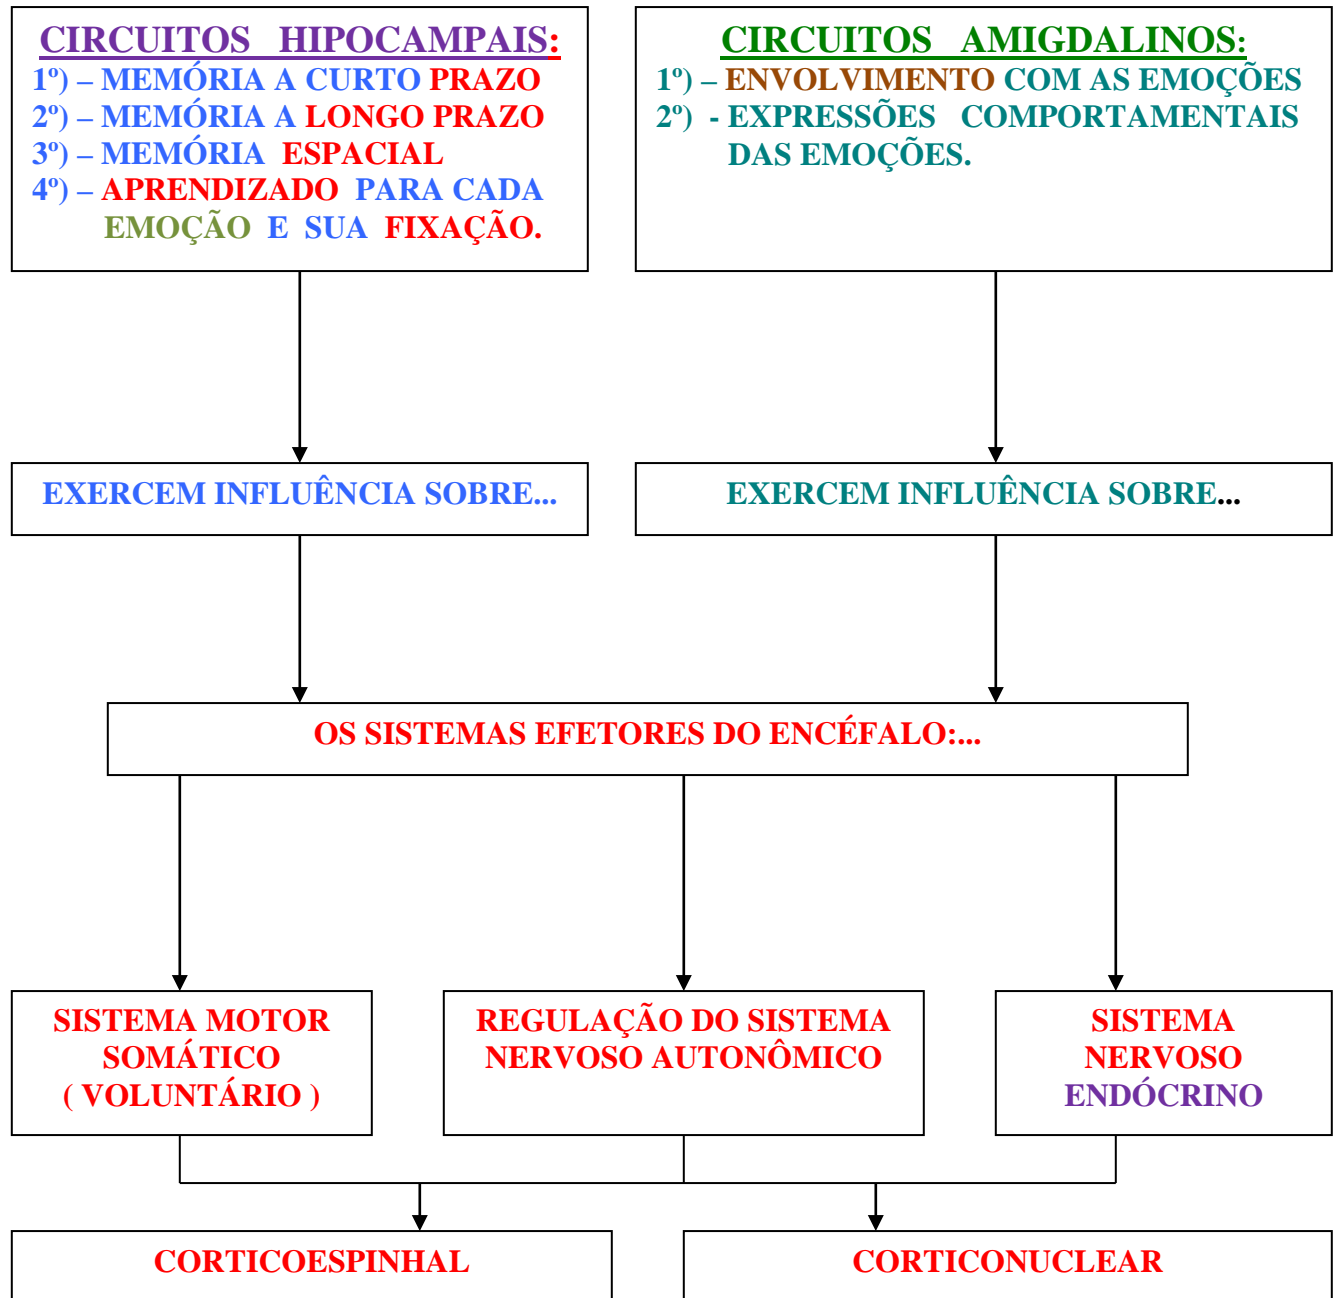 CIRCUITOS HIPOCAMPAIS:
1º) – MEMÓRIA A CURTO PRAZO
2º) – MEMÓRIA A LONGO PRAZO
3º) – MEMÓRIA ESPACIAL
4º) – APRENDIZADO PARA CADA
EMOÇÃO E SUA FIXAÇÃO.
CIRCUITOS AMIGDALINOS:
1º) – ENVOLVIMENTO COM AS EMOÇÕES
2º) - EXPRESSÕES COMPORTAMENTAIS
DAS EMOÇÕES.
EXERCEM INFLUÊNCIA SOBRE...
EXERCEM INFLUÊNCIA SOBRE...
OS SISTEMAS EFETORES DO ENCÉFALO:...
SISTEMA MOTOR
SOMÁTICO
( VOLUNTÁRIO )
REGULAÇÃO DO SISTEMA
NERVOSO AUTONÔMICO
SISTEMA
NERVOSO
ENDÓCRINO
CORTICOESPINHAL
CORTICONUCLEAR